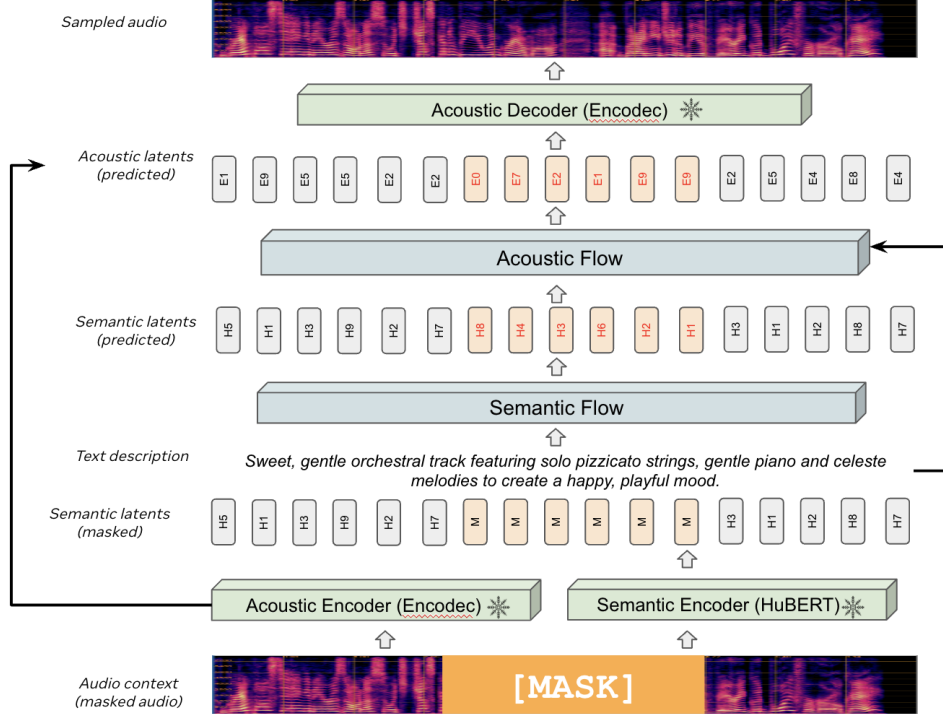 Sampled audio
Acoustic Decoder (Encodec)
Acoustic latents
(predicted)
E1 E9 E5 E5 E2 E2 E0 E7 E2 E1 E9 E9 E2 E5 E4 E8 E4
Acoustic Flow
Semantic latents
(predicted)
H5 H1 H3 H9 H2 H7 H8 H4 H3 H6 H2 H1 H3 H1 H2 H8 H7
Semantic Flow
Text description
Sweet, gentle orchestral track featuring solo pizzicato strings, gentle piano and celeste
melodies to create a happy, playful mood.
Semantic latents
(masked)
H5 H1 H3 H9 H2 H7 M M M M M M H3 H1 H2 H8 H7
Acoustic Encoder (Encodec)
Semantic Encoder (HuBERT)
Audio context
(masked audio)
[MASK]